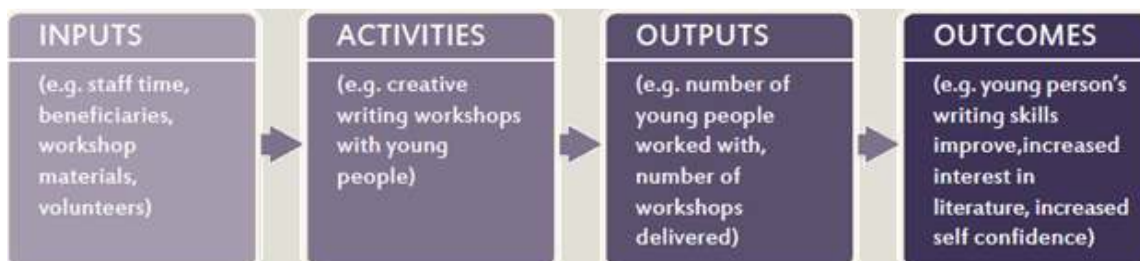 INPUTS
(e.g. staff time,
beneficiaries,
workshop
materials,
volunteers)
ACTIVITIES
(e.g. creative
writing workshops
with young
people)
OUTPUTS
(e.g. number of
young people
worked with,
number of
workshops
delivered)
OUTCOMES
(e.g. young person's
writing skills
improve,increased
interest in
literature, increased
self confidence)